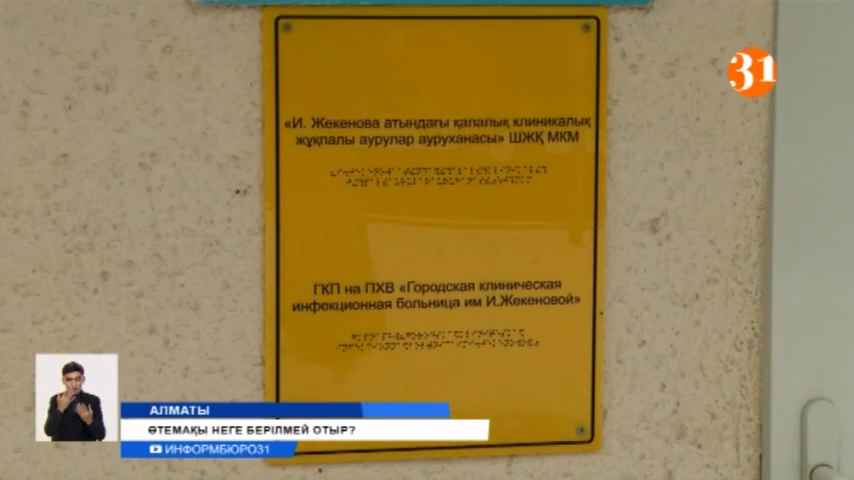 31
«И. Жекенова атындағы қалалық клиникалық
жұқпалы аурулар ауруханасы» ШЖҚ МКМ
ГКП на ПХВ «Городская клиническая
инфекционная больница им И.Жекеновой»
АЛМАТЫ
ӨТЕМАҚЫ НЕГЕ БЕРІЛМЕЙ ОТЫР?
ИНФОРМБЮРО31